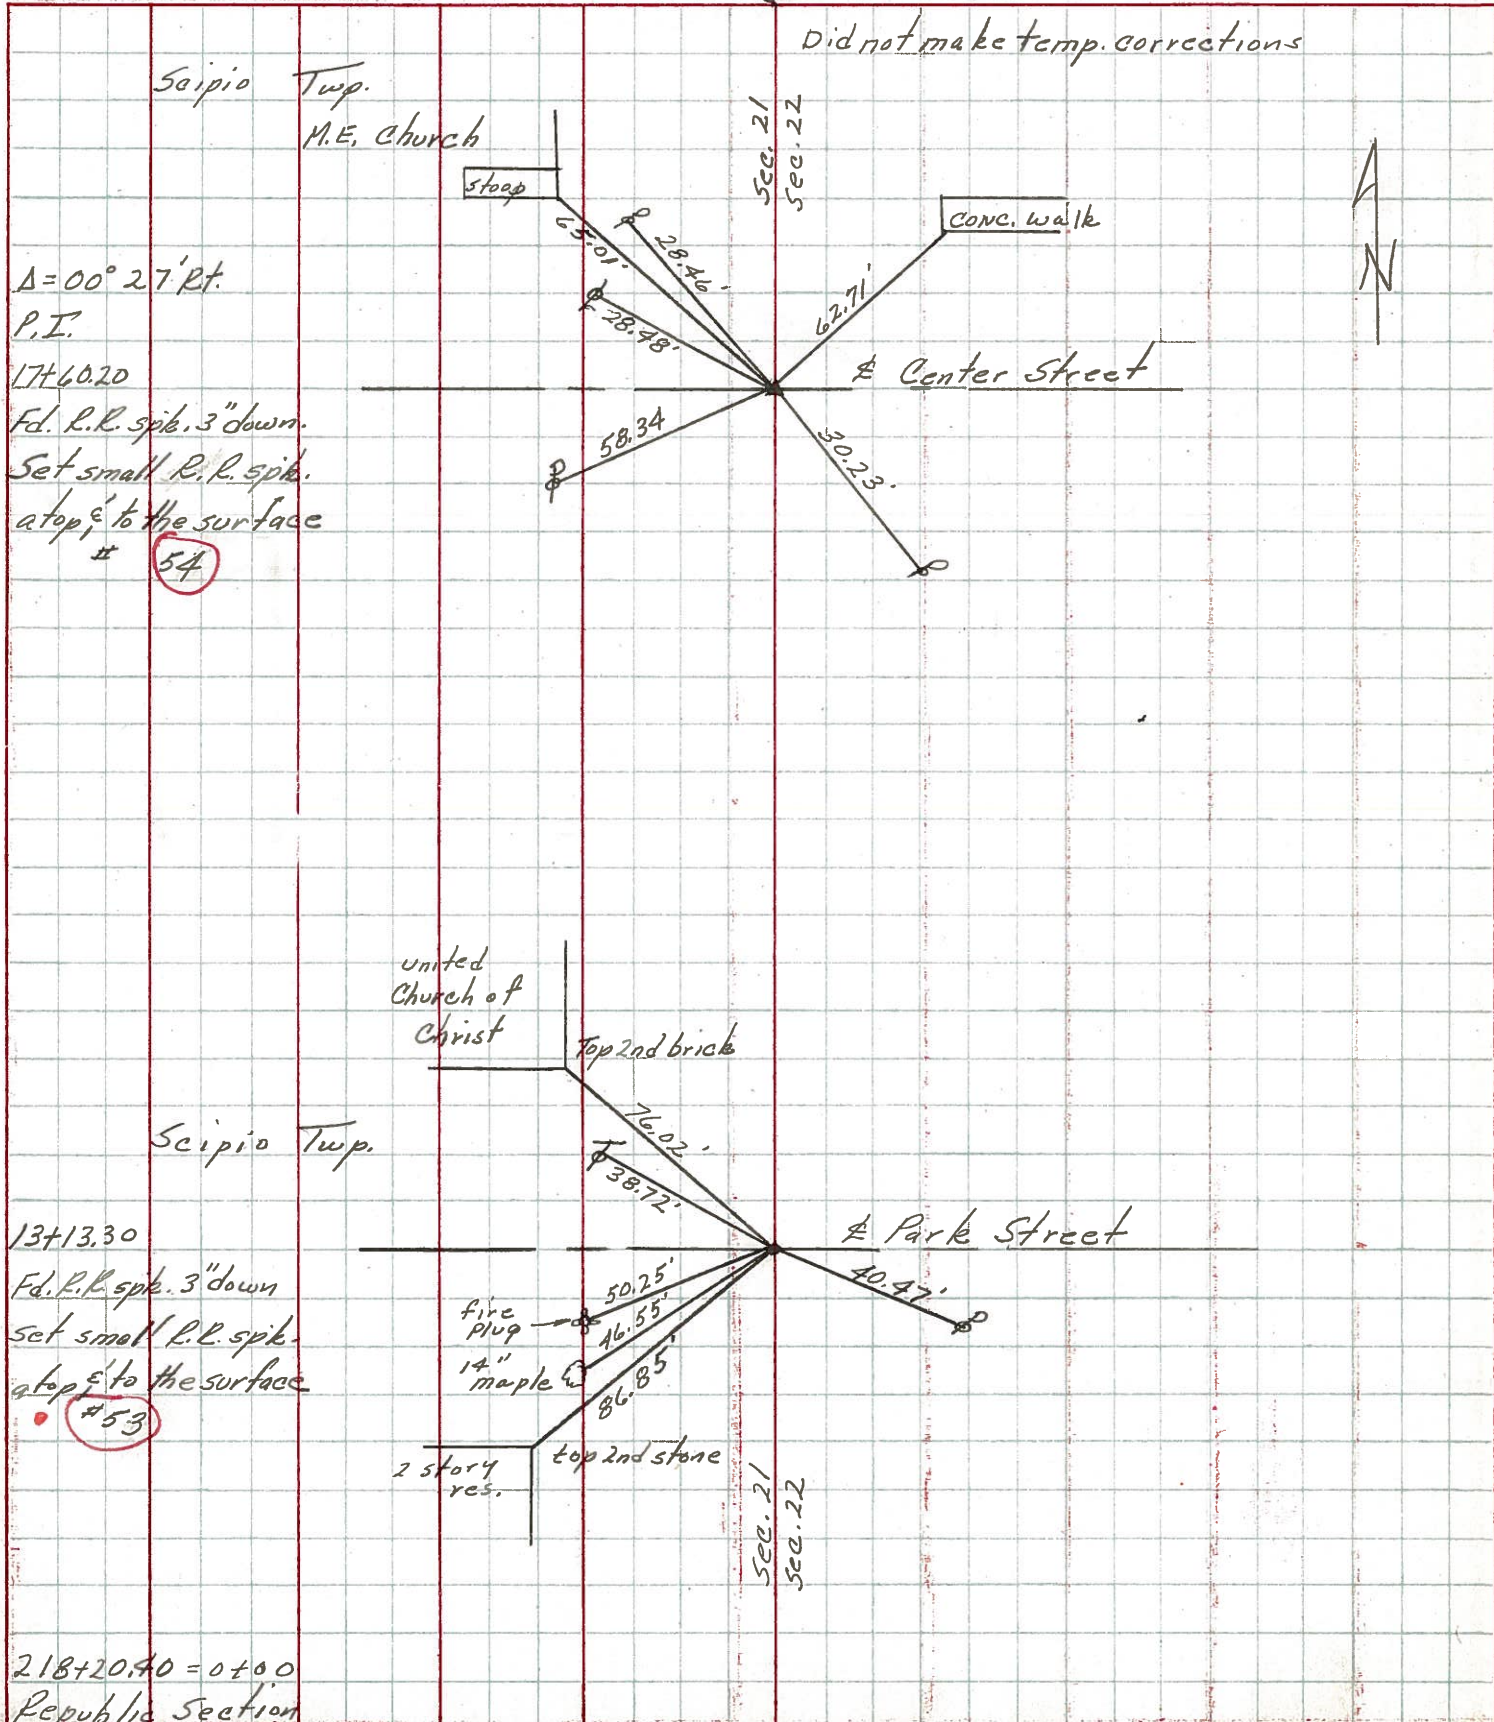 Did not make temp. corrections
Scipio Twp.
M.E. Church
stoop
Sec. 21
Sec. 22
conc. walk
65.01'
28.46'
28.48'
62.71'
Δ=00°27' Rt.
P.I.
17+60.20
℄ Center Street
Fd. R.R. spk. 3" down.
Set small R.R. spk.
atop, & to the surface
# 54
58.34
30.23'
United
Church of
Christ
Top 2nd brick
76.02'
Scipio Twp.
38.72'
13+13.30
℄ Park Street
Fd. R.R. spk. 3" down
set small R.R. spk.
atop, & to the surface
#53
50.25'
40.47'
fire
plug
46.55'
14"
maple
86.85'
2 story
res.
top 2nd stone
Sec. 21
Sec. 22
218+20.40 = 0+00
Republic Section